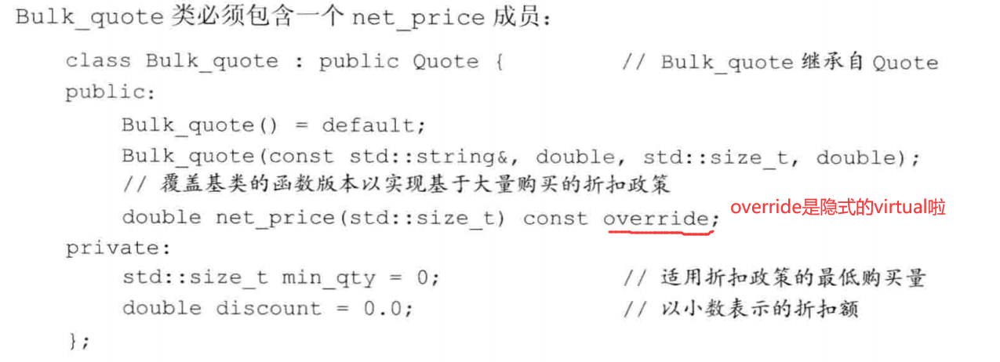 Bulk_quote 类必须包含一个 net_price 成员：
class Bulk_quote : public Quote { // Bulk_quote 继承自 Quote
public:
Bulk_quote() = default;
Bulk_quote(const std::string&, double, std::size_t, double);
// 覆盖基类的函数版本以实现基于大量购买的折扣政策
double net_price(std::size_t) const override; override是隐式的virtual啦
private:
std::size_t min_qty = 0; // 适用折扣政策的最低购买量
double discount = 0.0; // 以小数表示的折扣额
};